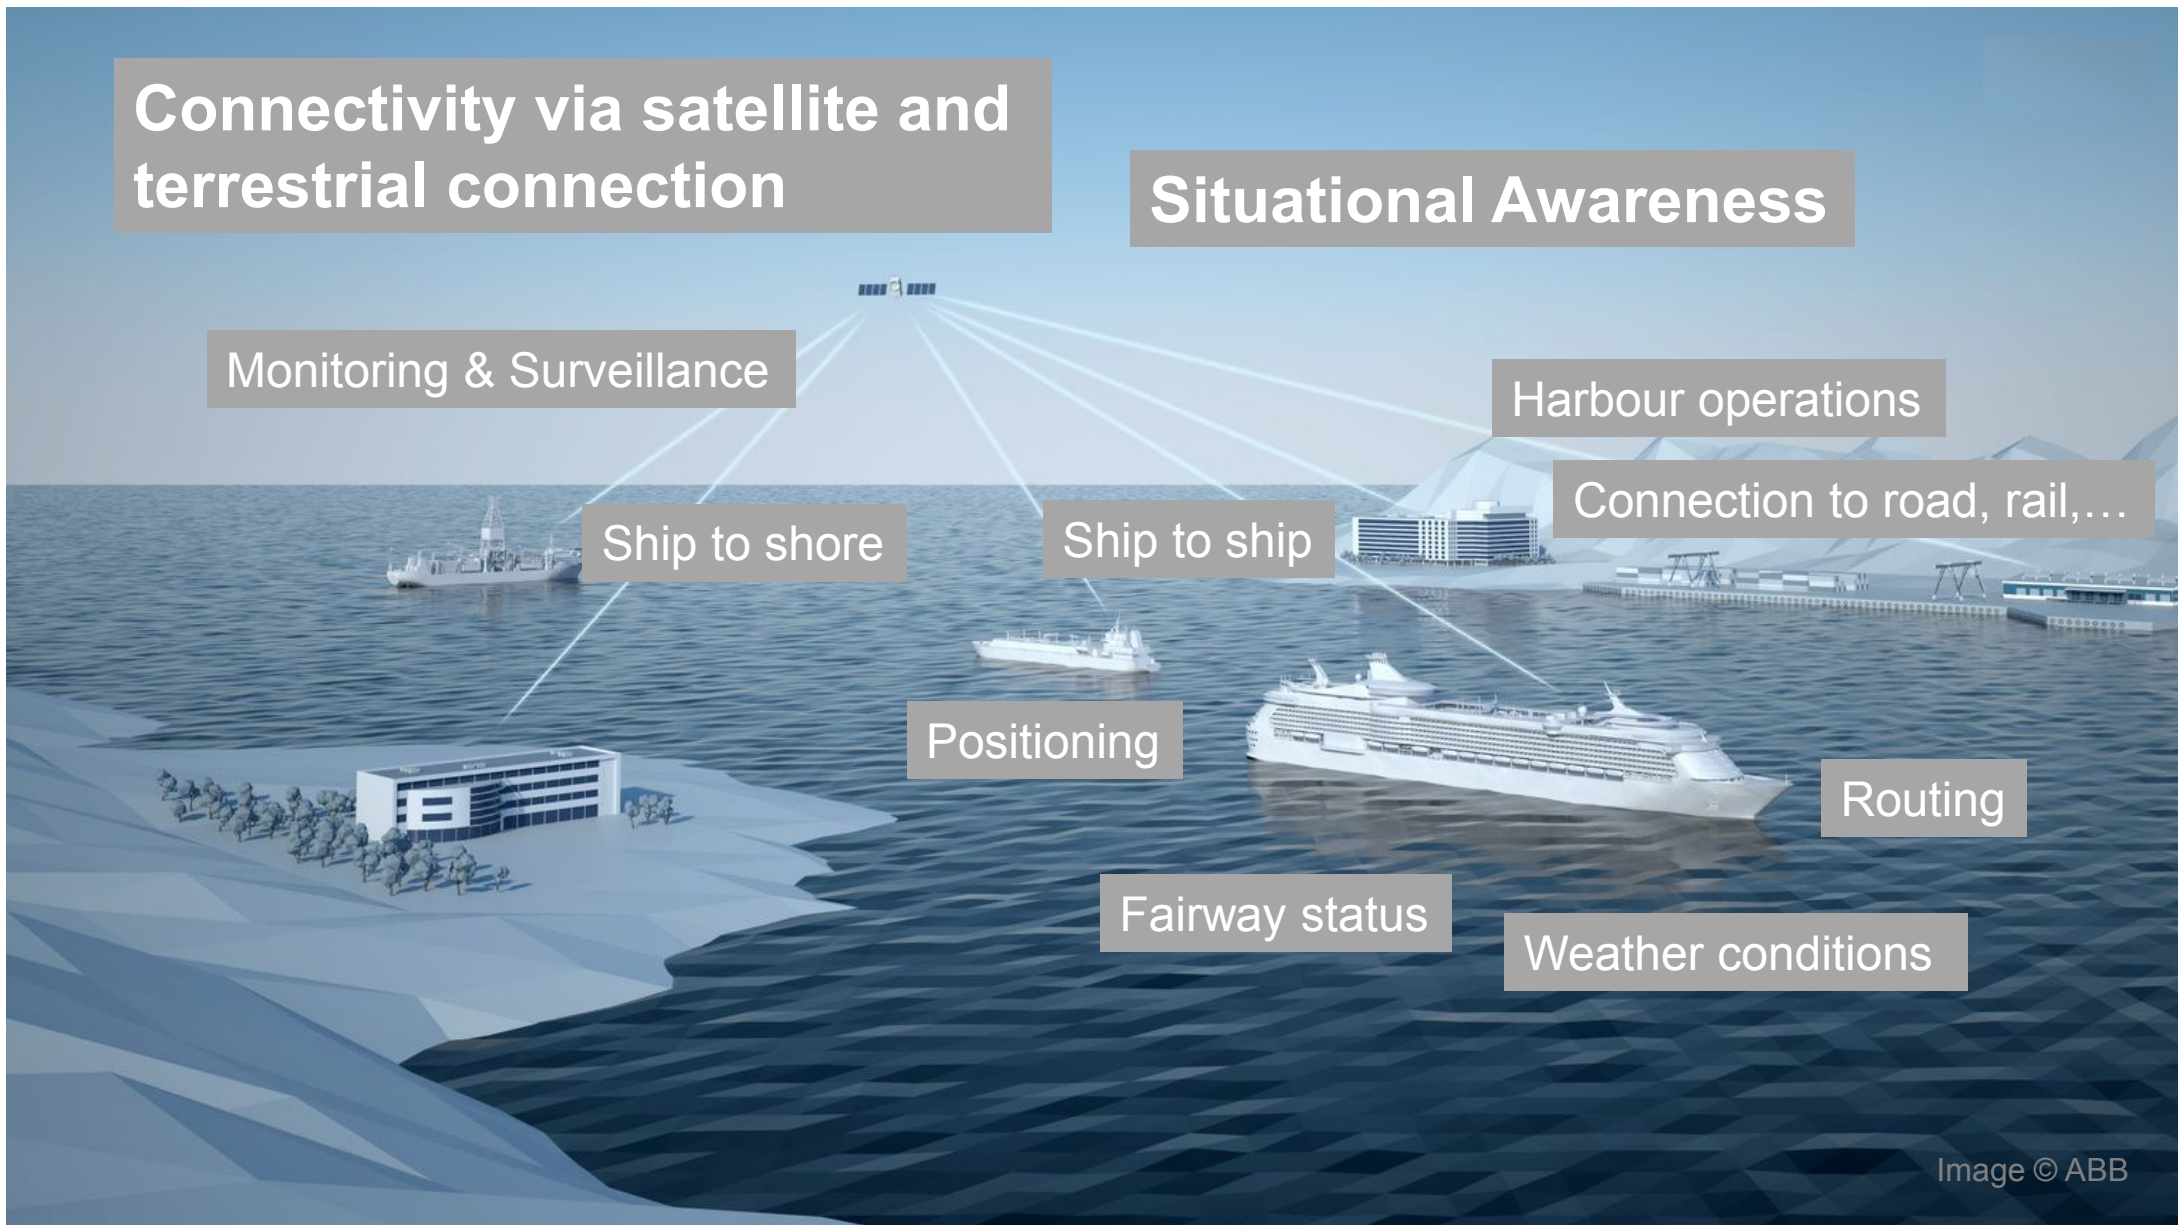 Connectivity via satellite and
terrestrial connection
Situational Awareness
Monitoring & Surveillance
Harbour operations
Connection to road, rail,…
Ship to shore
Ship to ship
Positioning
Routing
Fairway status
Weather conditions
Image © ABB